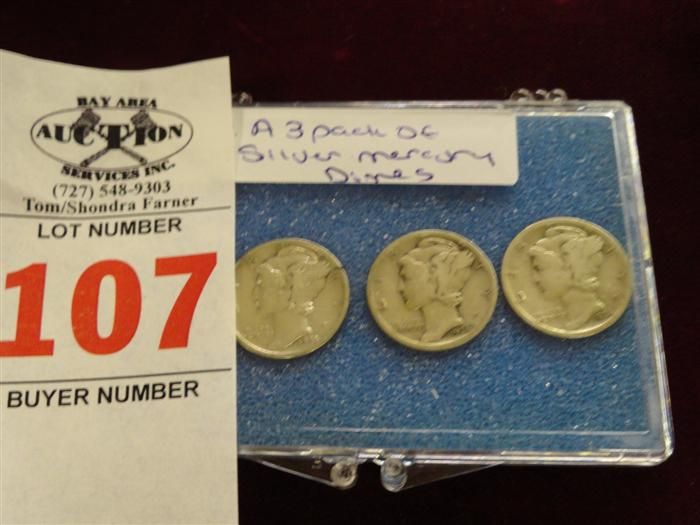 BAY AREA
AUCTION
SERVICES INC.
(727) 548-9303
Tom/Shondra Farner
LOT NUMBER
107
BUYER NUMBER
A 3 pack of
Silver mercury
Dimes